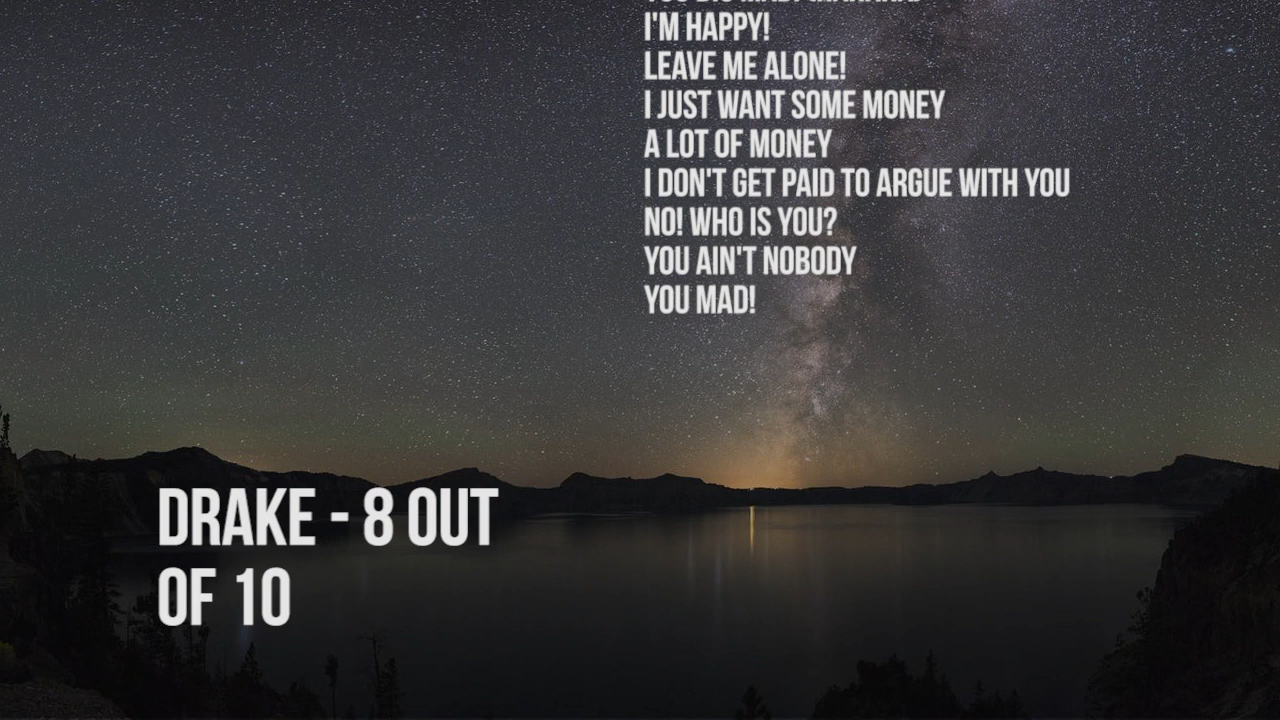 I'M HAPPY!
LEAVE ME ALONE!
I JUST WANT SOME MONEY
A LOT OF MONEY
I DON'T GET PAID TO ARGUE WITH YOU
NO! WHO IS YOU?
YOU AIN'T NOBODY
YOU MAD!
DRAKE - 8 OUT
OF 10